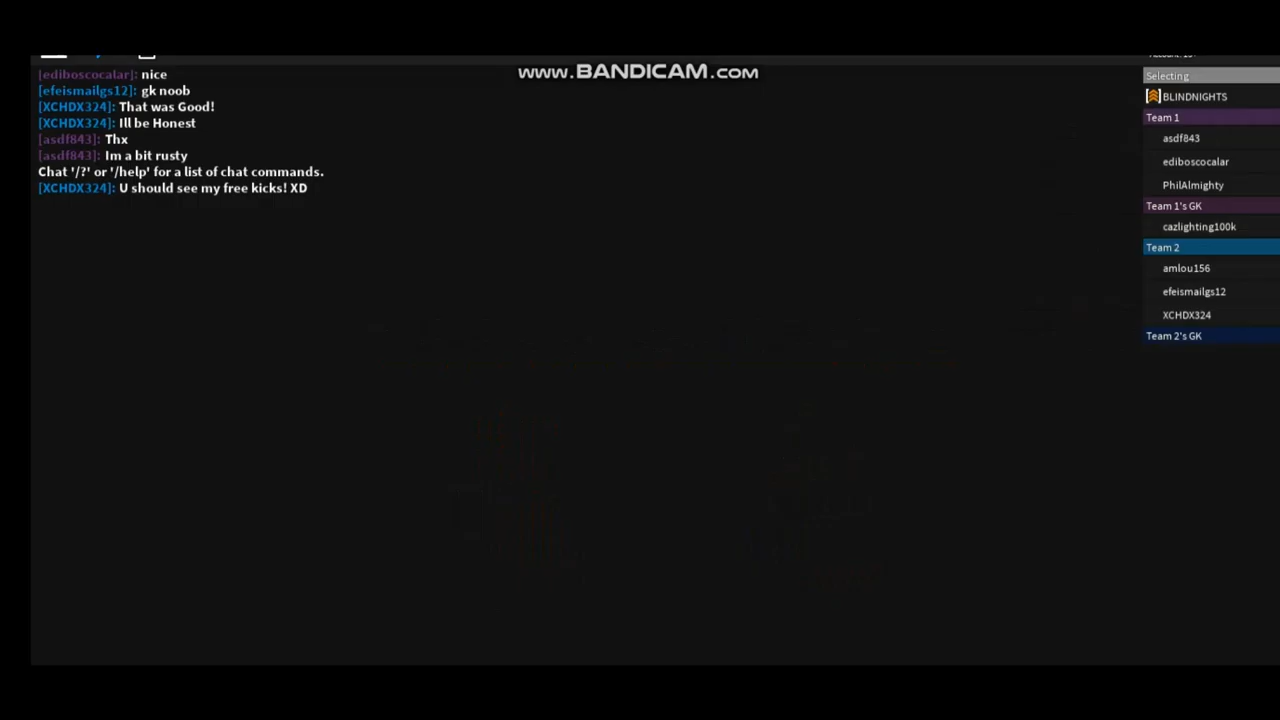 www.BANDICAM.com
[ediboscocalar]: nice
[efeismailgs12]: gk noob
[XCHDX324]: That was Good!
[XCHDX324]: Ill be Honest
[asdf843]: Thx
[asdf843]: Im a bit rusty
Chat '/?' or '/help' for a list of chat commands.
[XCHDX324]: U should see my free kicks! XD
Selecting
BLINDNIGHTS
Team 1
asdf843
ediboscocalar
PhilAlmighty
Team 1's GK
cazlighting100k
Team 2
amlou156
efeismailgs12
XCHDX324
Team 2's GK